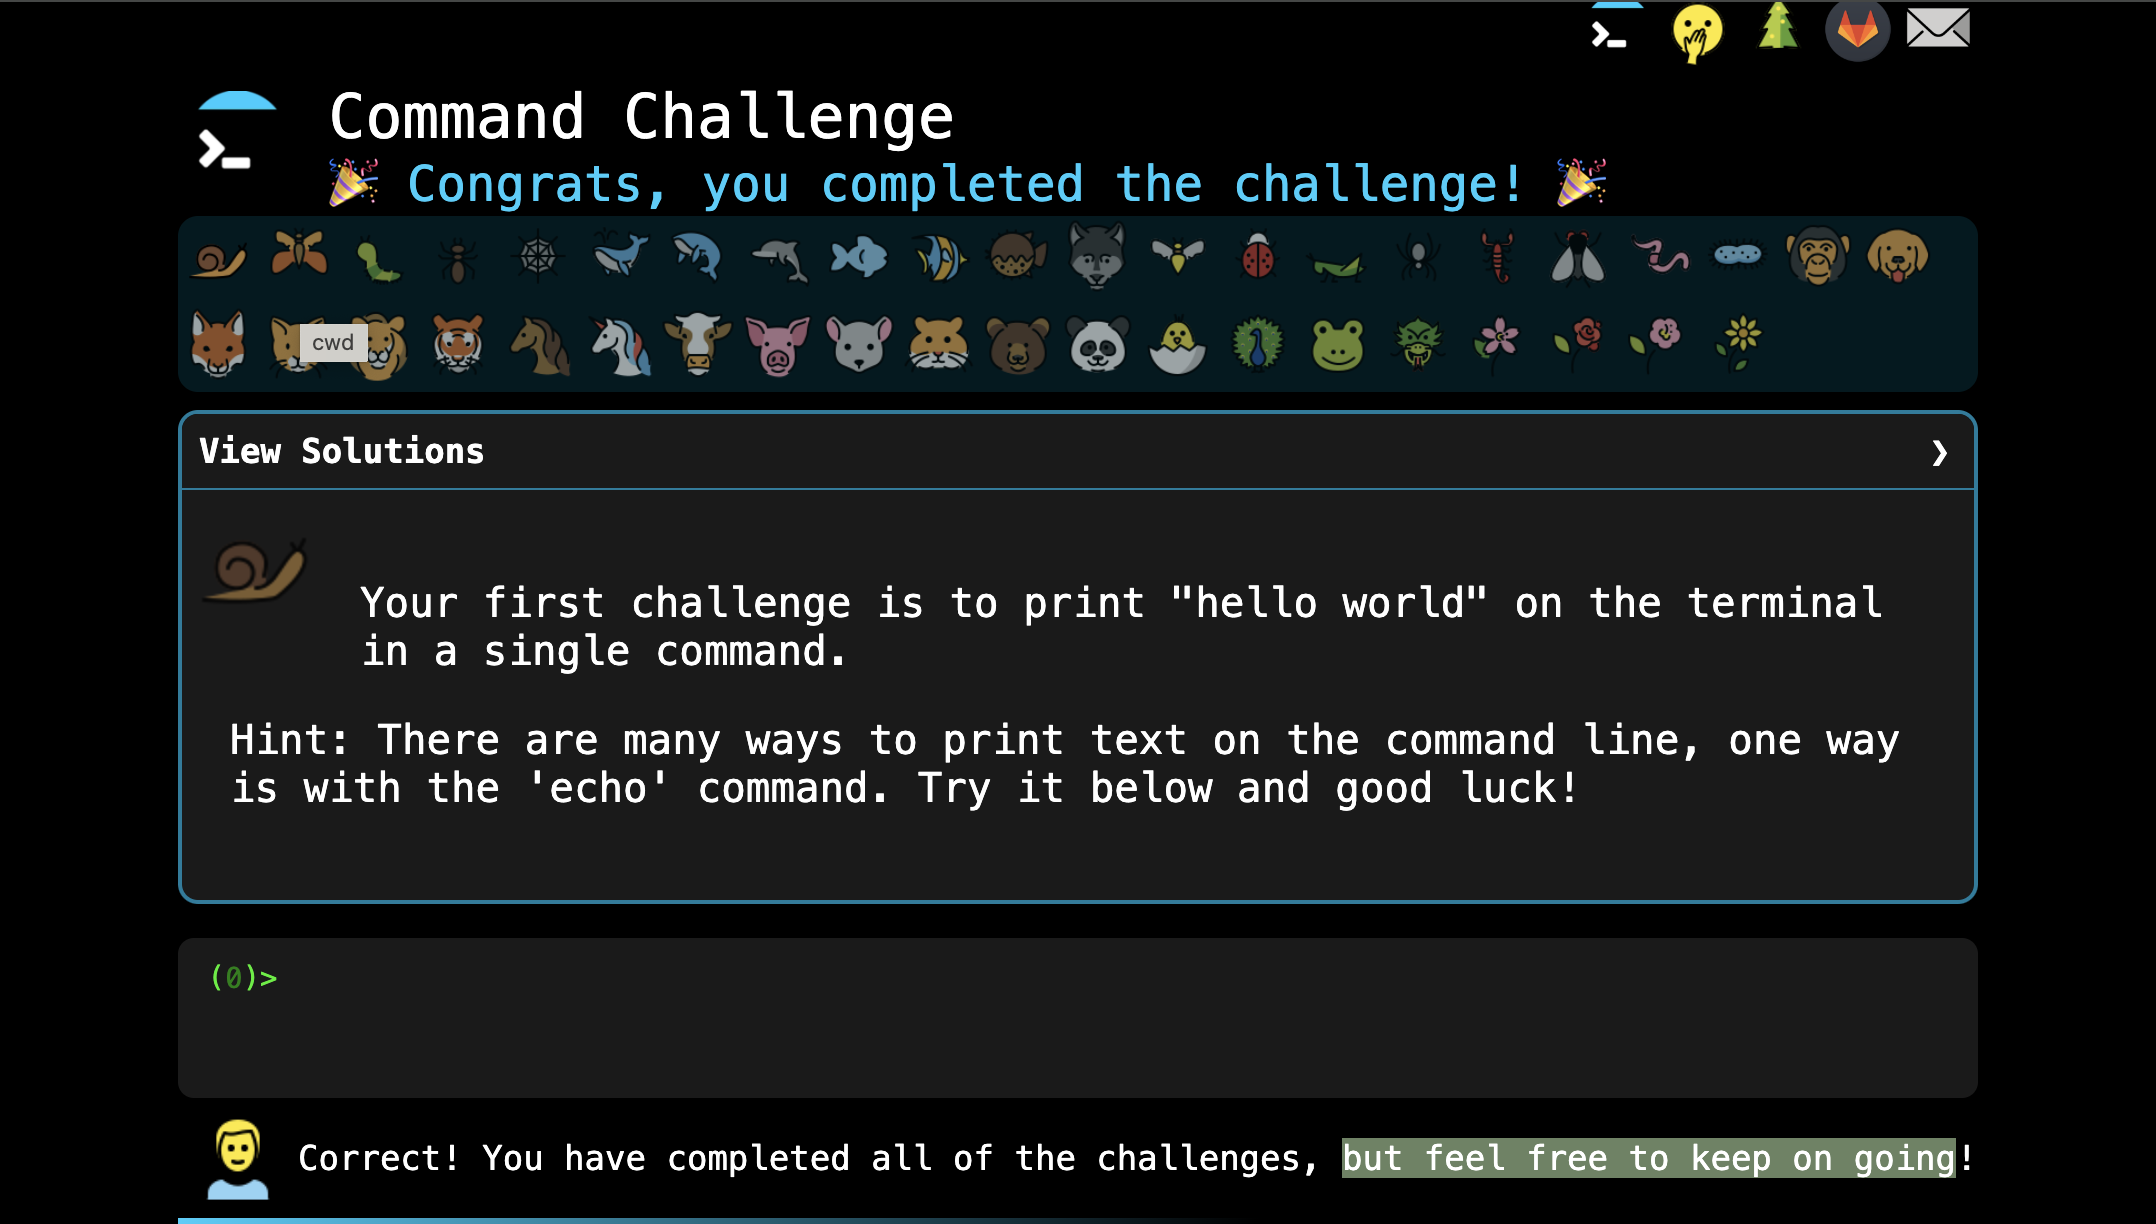 Command Challenge
🎉 Congrats, you completed the challenge! 🎉
cwd
View Solutions ❯
Your first challenge is to print "hello world" on the terminal
in a single command.
Hint: There are many ways to print text on the command line, one way
is with the 'echo' command. Try it below and good luck!
(0)>
Correct! You have completed all of the challenges, but feel free to keep on going!